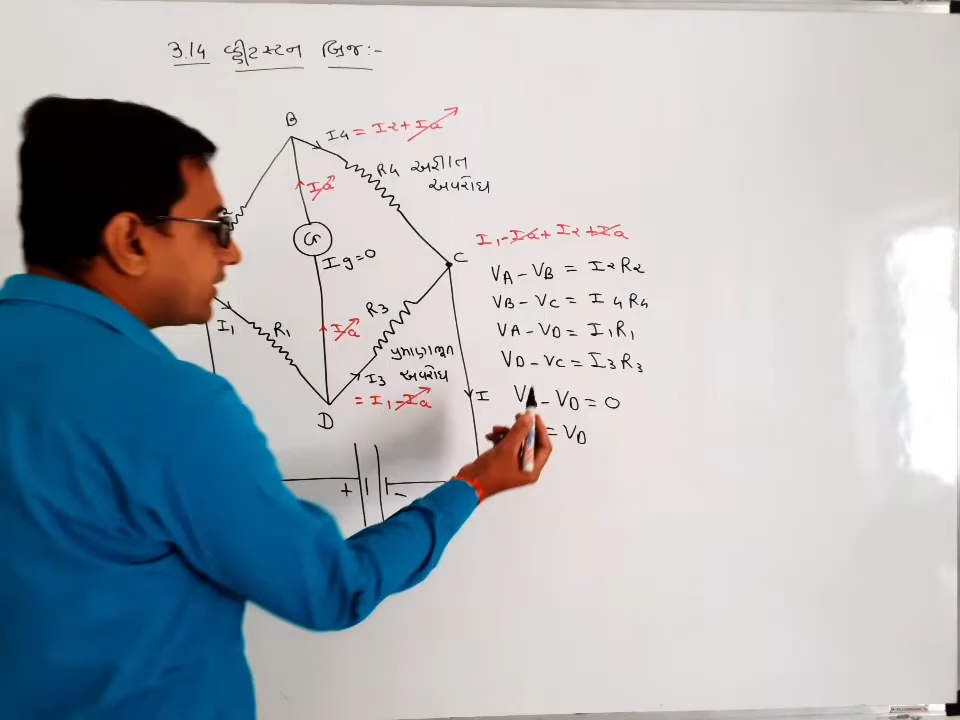 3.14 વ્હીટસ્ટન બ્રિજ:-
B
I4 = I2 + Ia
R4 અજ્ઞાત
અવરોધ
Ia
G
Ig=0
C
I1 - Ia + I2 + Ia
VA - VB = I2 R2
VB - VC = I4 R4
VA - VD = I1 R1
VD - VC = I3 R3
- VD = 0
= VD
I1
R1
Ia
R3
પ્રમાણભૂત
I3 અવરોધ
= I1 - Ia
D
I
+ -